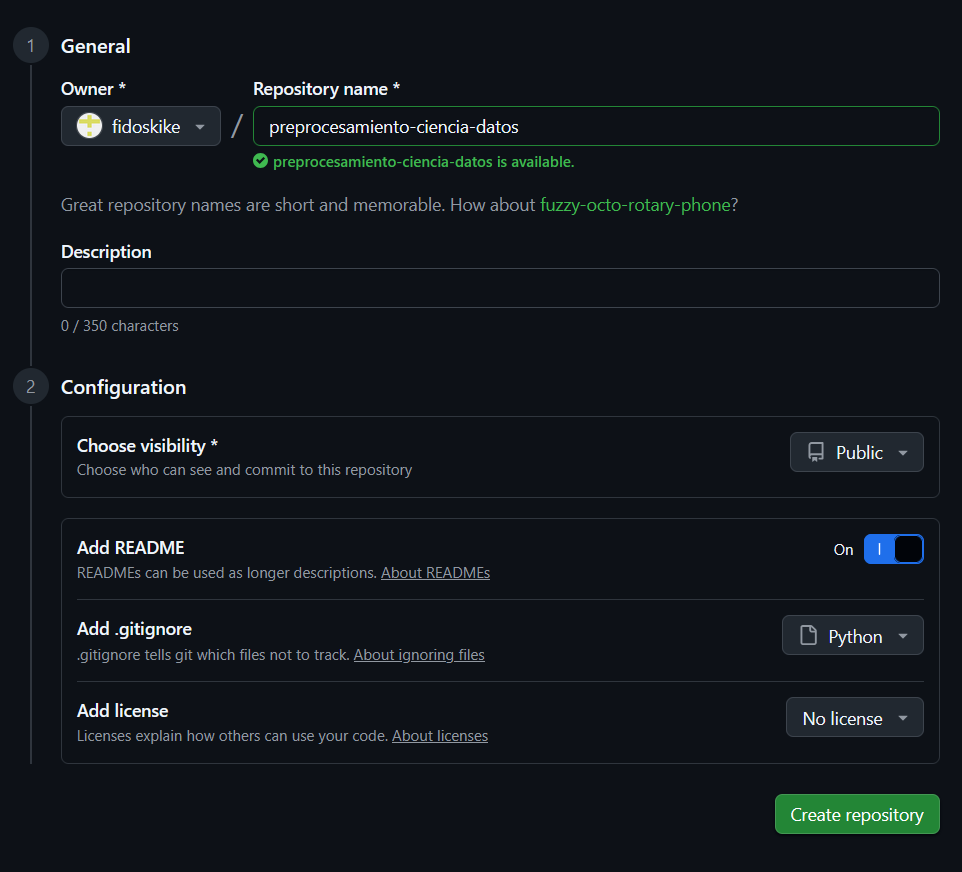 1 General
Owner * Repository name *
fidoskike / preprocesamiento-ciencia-datos
preprocesamiento-ciencia-datos is available.
Great repository names are short and memorable. How about fuzzy-octo-rotary-phone?
Description
0 / 350 characters
2 Configuration
Choose visibility *
Choose who can see and commit to this repository
Public
Add README
READMEs can be used as longer descriptions. About READMEs
On
Add .gitignore
.gitignore tells git which files not to track. About ignoring files
Python
Add license
Licenses explain how others can use your code. About licenses
No license
Create repository